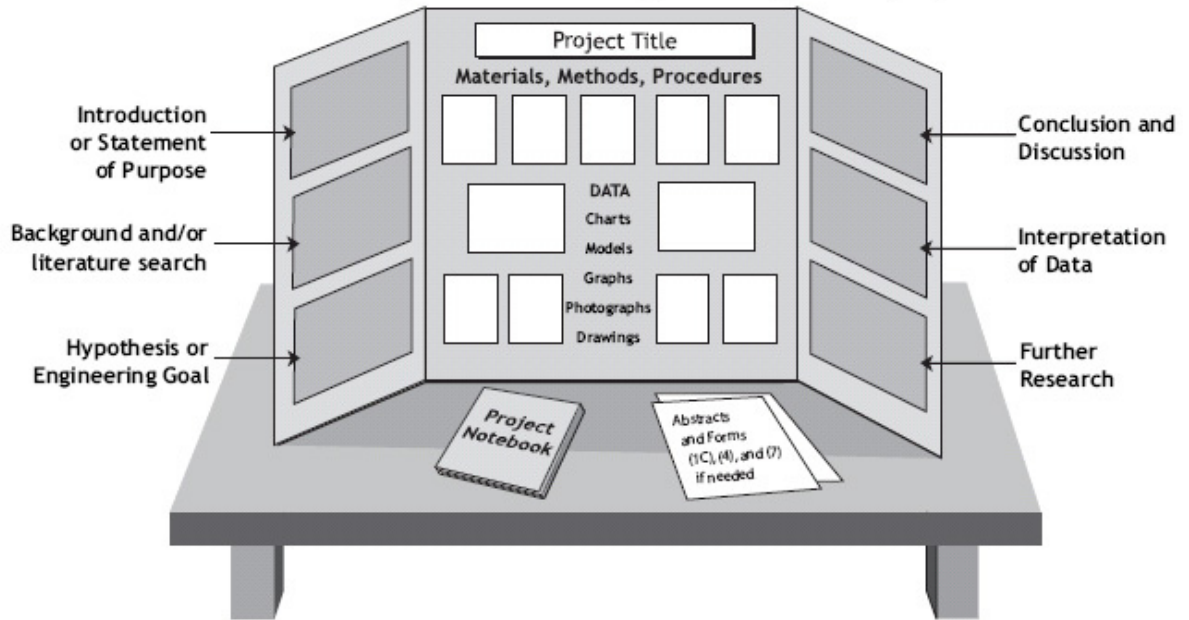 Project Title
Materials, Methods, Procedures
Introduction
or Statement
of Purpose
Background and/or
literature search
Hypothesis or
Engineering Goal
DATA
Charts
Models
Graphs
Photographs
Drawings
Conclusion and
Discussion
Interpretation
of Data
Further
Research
Project
Notebook
Abstracts
and Forms
(1C), (4), and (7)
if needed